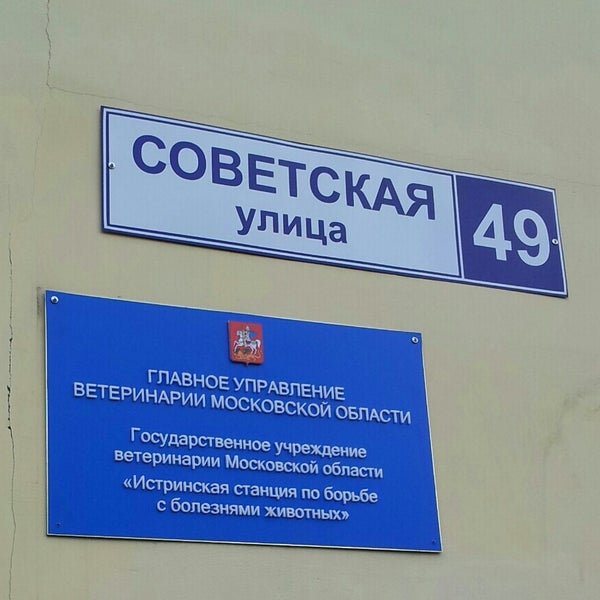 СОВЕТСКАЯ
улица
49
ГЛАВНОЕ УПРАВЛЕНИЕ
ВЕТЕРИНАРИИ МОСКОВСКОЙ ОБЛАСТИ
Государственное учреждение
ветеринарии Московской области
«Истринская станция по борьбе
с болезнями животных»